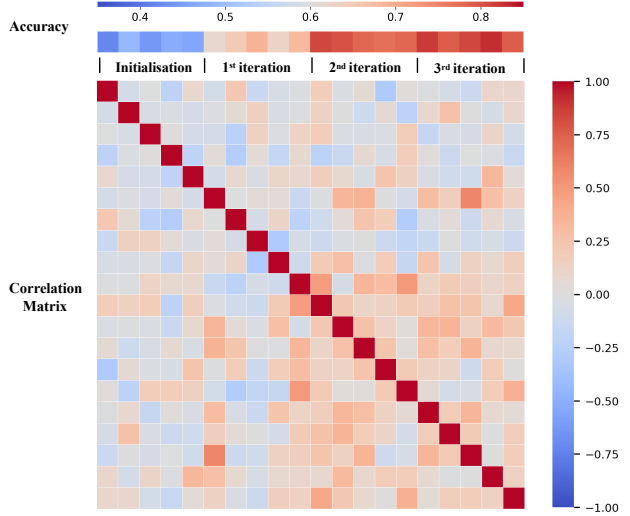 0.4 0.5 0.6 0.7 0.8
Accuracy
Initialisation 1st iteration 2nd iteration 3rd iteration
1.00
0.75
0.50
0.25
Correlation
Matrix
0.00
−0.25
−0.50
−0.75
−1.00